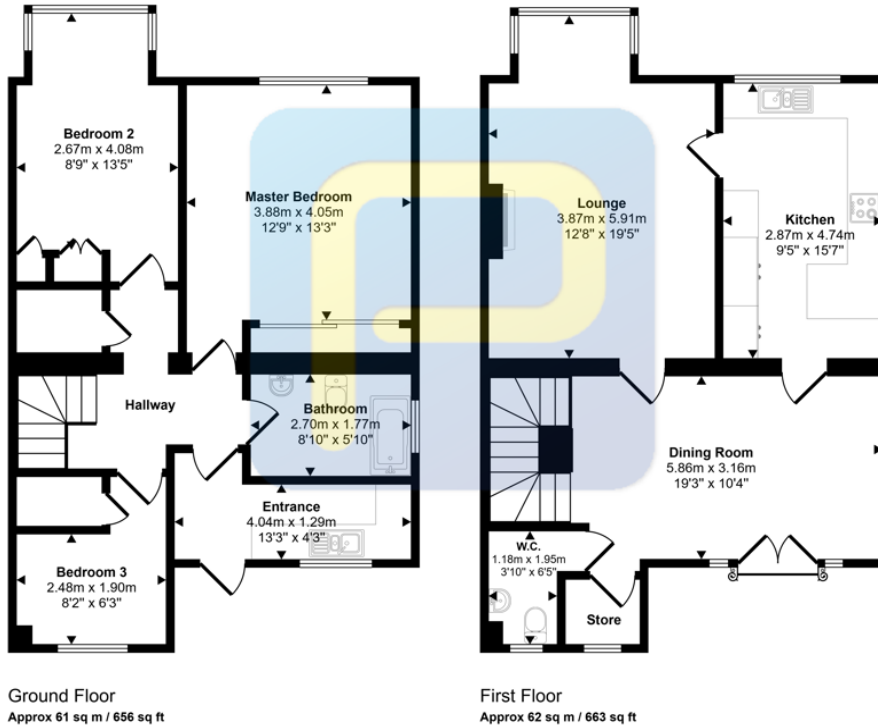 Bedroom 2
2.67m x 4.08m
8'9" x 13'5"
Master Bedroom
3.88m x 4.05m
12'9" x 13'3"
Hallway
Bathroom
2.70m x 1.77m
8'10" x 5'10"
Entrance
4.04m x 1.29m
13'3" x 4'3"
Bedroom 3
2.48m x 1.90m
8'2" x 6'3"
Ground Floor
Approx 61 sq m / 656 sq ft
Lounge
3.87m x 5.91m
12'8" x 19'5"
Kitchen
2.87m x 4.74m
9'5" x 15'7"
Dining Room
5.86m x 3.16m
19'3" x 10'4"
W.C.
1.18m x 1.95m
3'10" x 6'5"
Store
First Floor
Approx 62 sq m / 663 sq ft